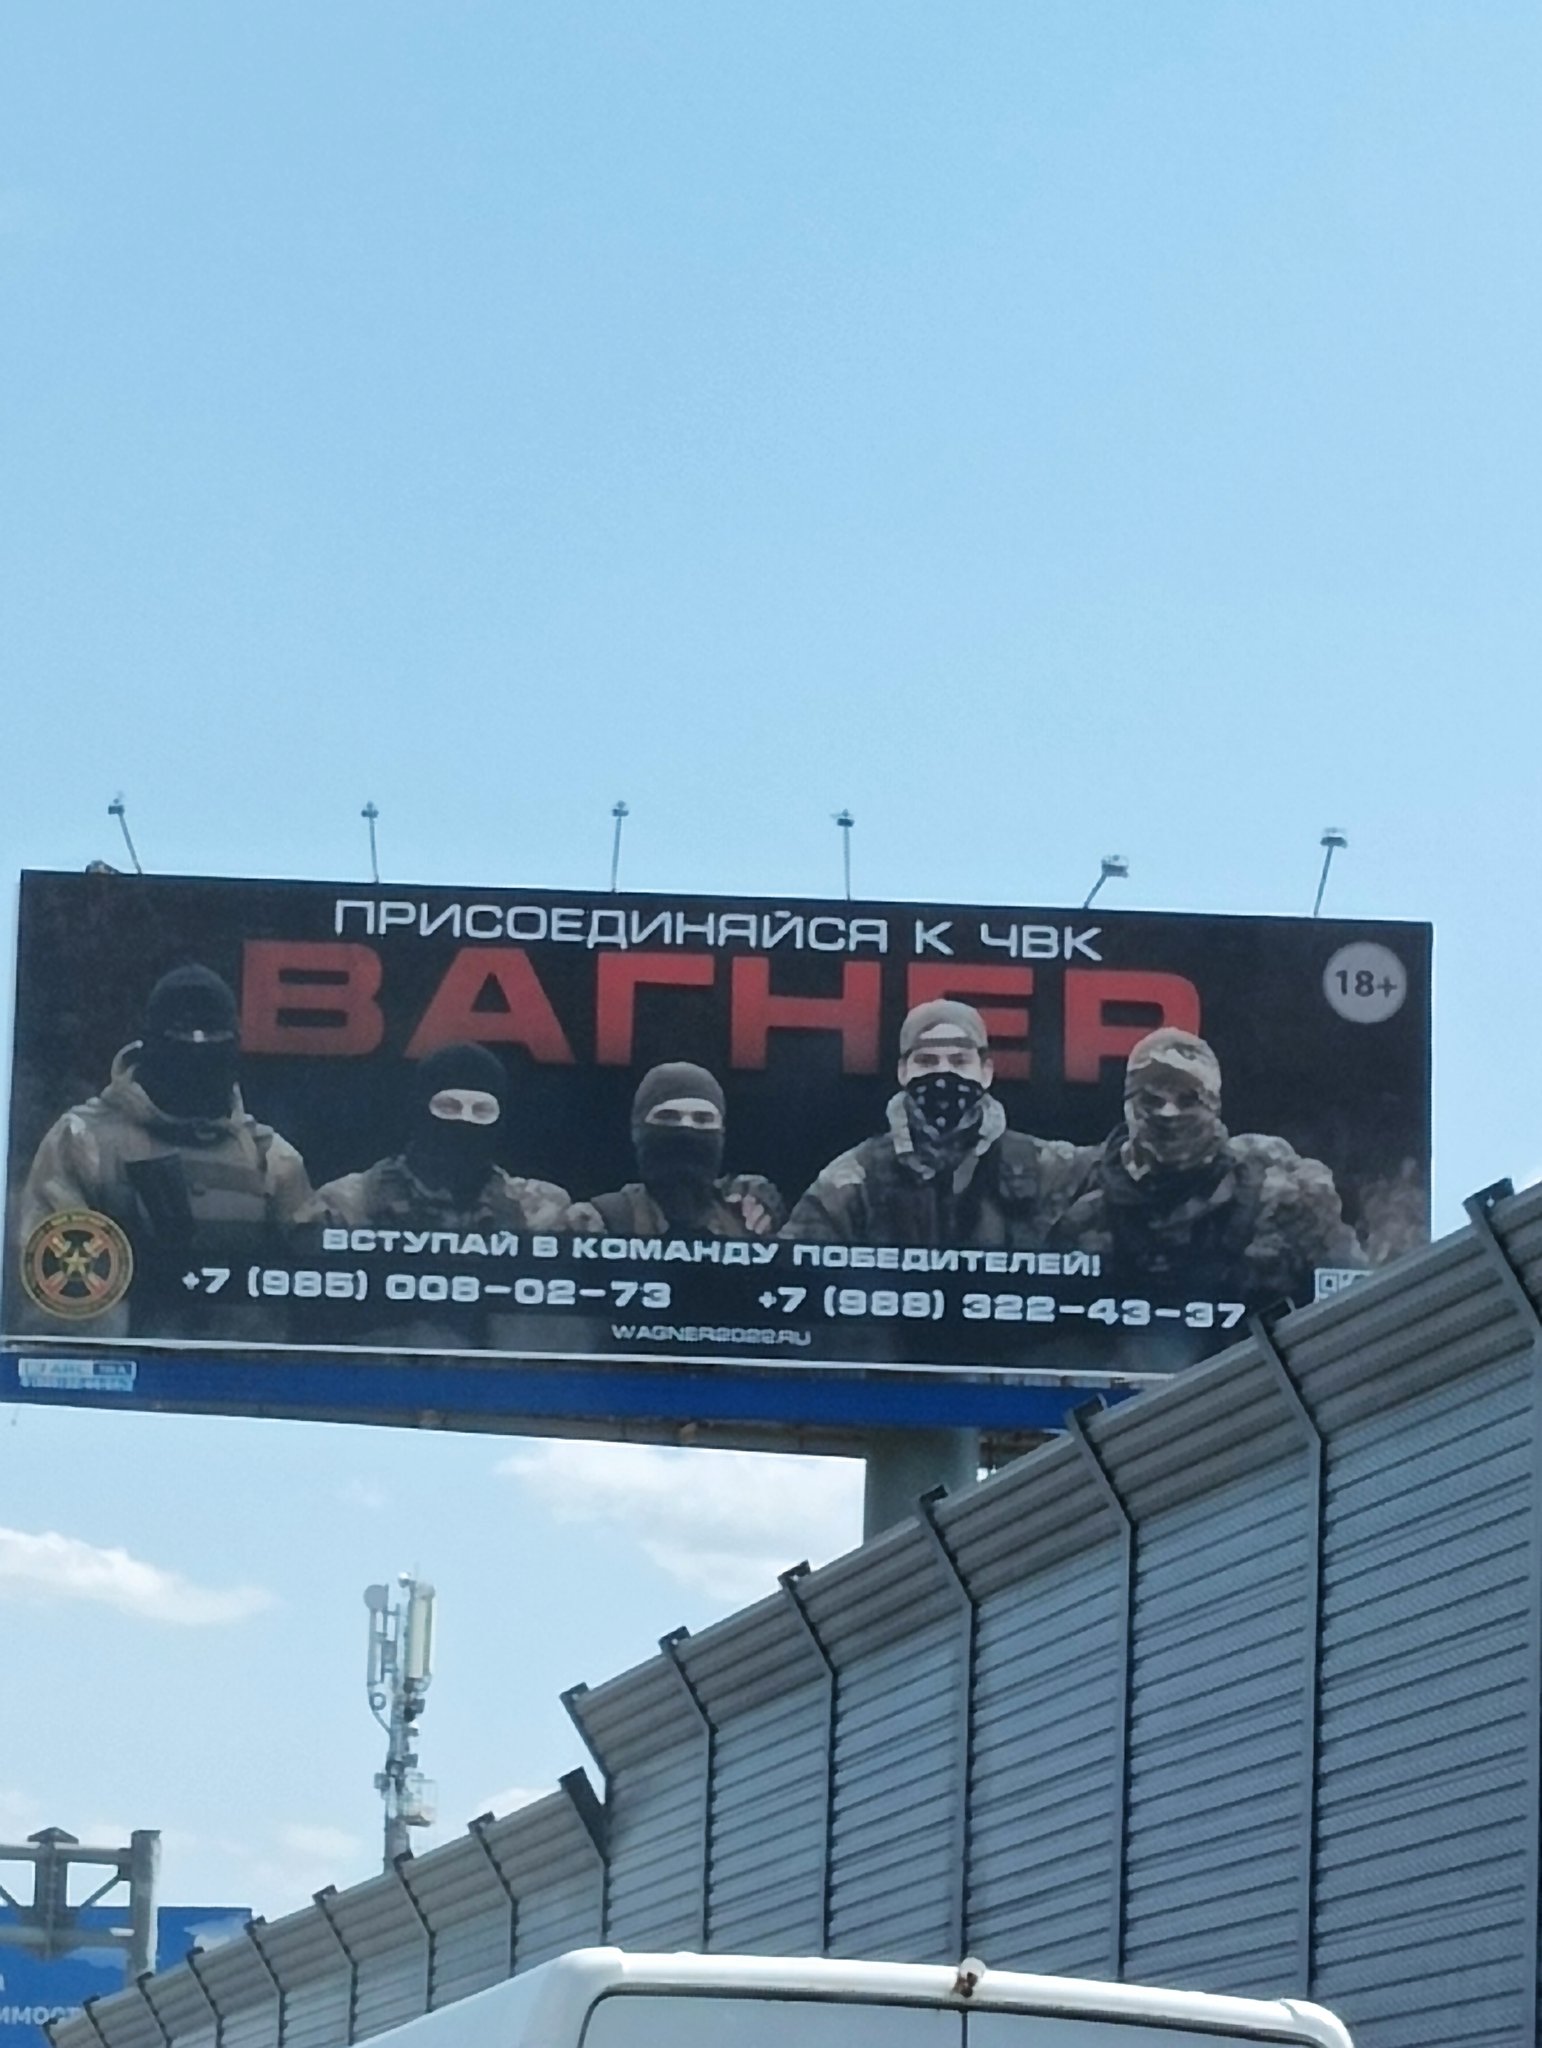 ПРИСОЕДИНЯЙСЯ К ЧВК
ВАГНЕР
18+
ВСТУПАЙ В КОМАНДУ ПОБЕДИТЕЛЕЙ!
+7 (985) 008-02-73 +7 (988) 322-43-37
WAGNER2022.RU